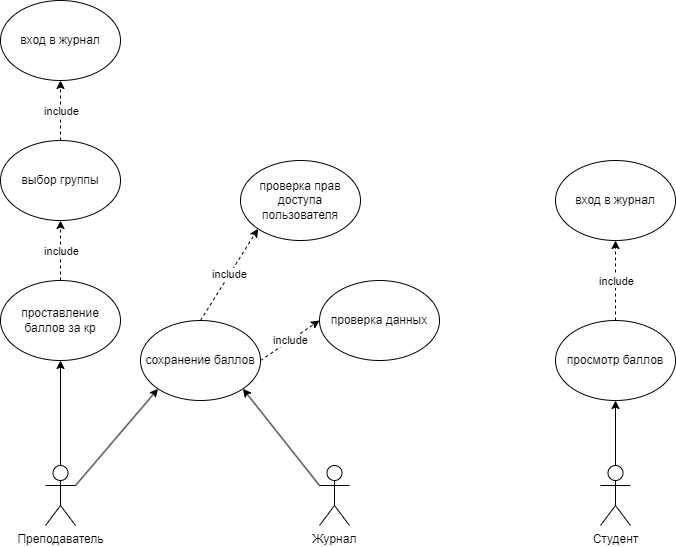 вход в журнал
include
выбор группы
include
проставление
баллов за кр
проверка прав
доступа
пользователя
include
проверка данных
include
сохранение баллов
вход в журнал
include
просмотр баллов
Преподаватель
Журнал
Студент